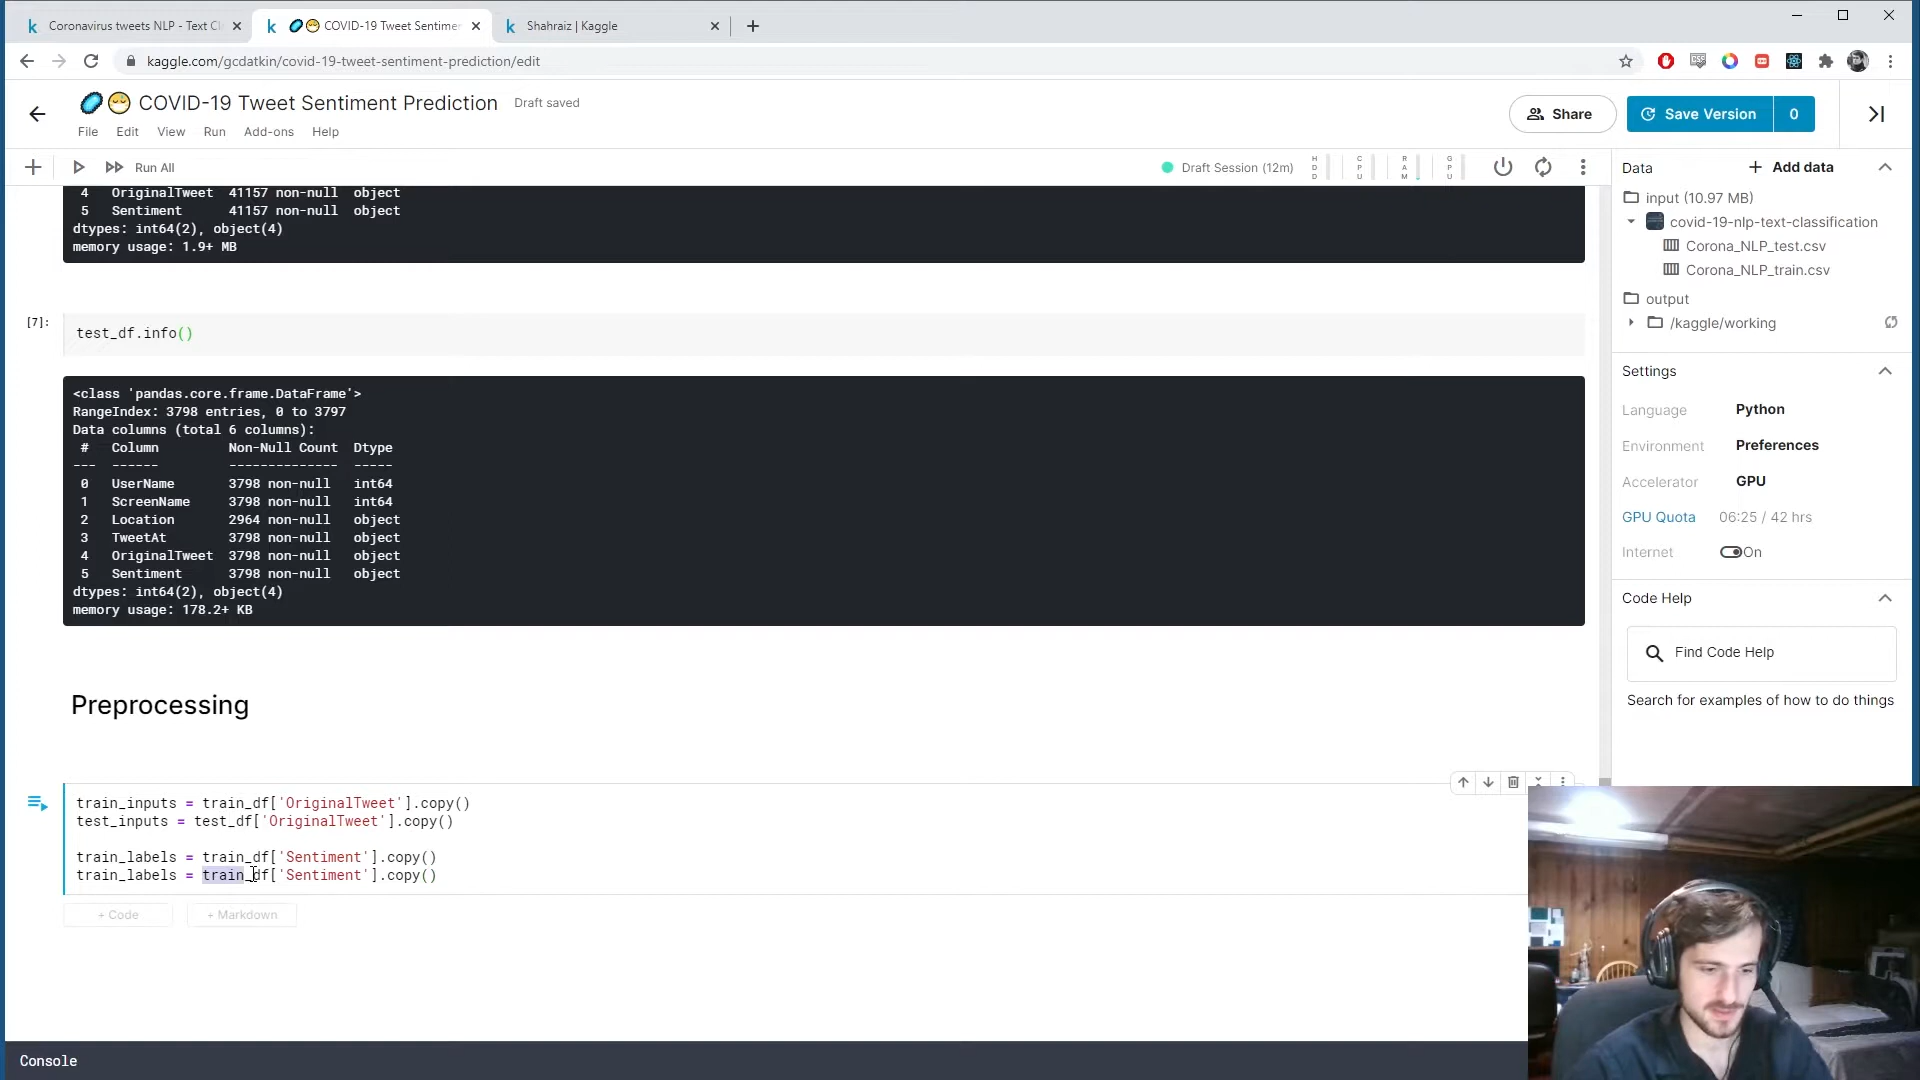 Coronavirus tweets NLP - Text Cl
COVID-19 Tweet Sentimer
Shahraiz | Kaggle
kaggle.com/gcdatkin/covid-19-tweet-sentiment-prediction/edit
COVID-19 Tweet Sentiment Prediction
Draft saved
File Edit View Run Add-ons Help
Share
Save Version 0
Run All
Draft Session (12m)
HDD CPU RAM GPU
4 OriginalTweet 41157 non-null object
5 Sentiment 41157 non-null object
dtypes: int64(2), object(4)
memory usage: 1.9+ MB
[7]:
test_df.info()
<class 'pandas.core.frame.DataFrame'>
RangeIndex: 3798 entries, 0 to 3797
Data columns (total 6 columns):
# Column Non-Null Count Dtype
--- ------ -------------- -----
0 UserName 3798 non-null int64
1 ScreenName 3798 non-null int64
2 Location 2964 non-null object
3 TweetAt 3798 non-null object
4 OriginalTweet 3798 non-null object
5 Sentiment 3798 non-null object
dtypes: int64(2), object(4)
memory usage: 178.2+ KB
Preprocessing
train_inputs = train_df['OriginalTweet'].copy()
test_inputs = test_df['OriginalTweet'].copy()
train_labels = train_df['Sentiment'].copy()
train_labels = train_df['Sentiment'].copy()
+ Code + Markdown
Console
Data
+ Add data
input (10.97 MB)
covid-19-nlp-text-classification
Corona_NLP_test.csv
Corona_NLP_train.csv
output
/kaggle/working
Settings
Language Python
Environment Preferences
Accelerator GPU
GPU Quota 06:25 / 42 hrs
Internet On
Code Help
Find Code Help
Search for examples of how to do things